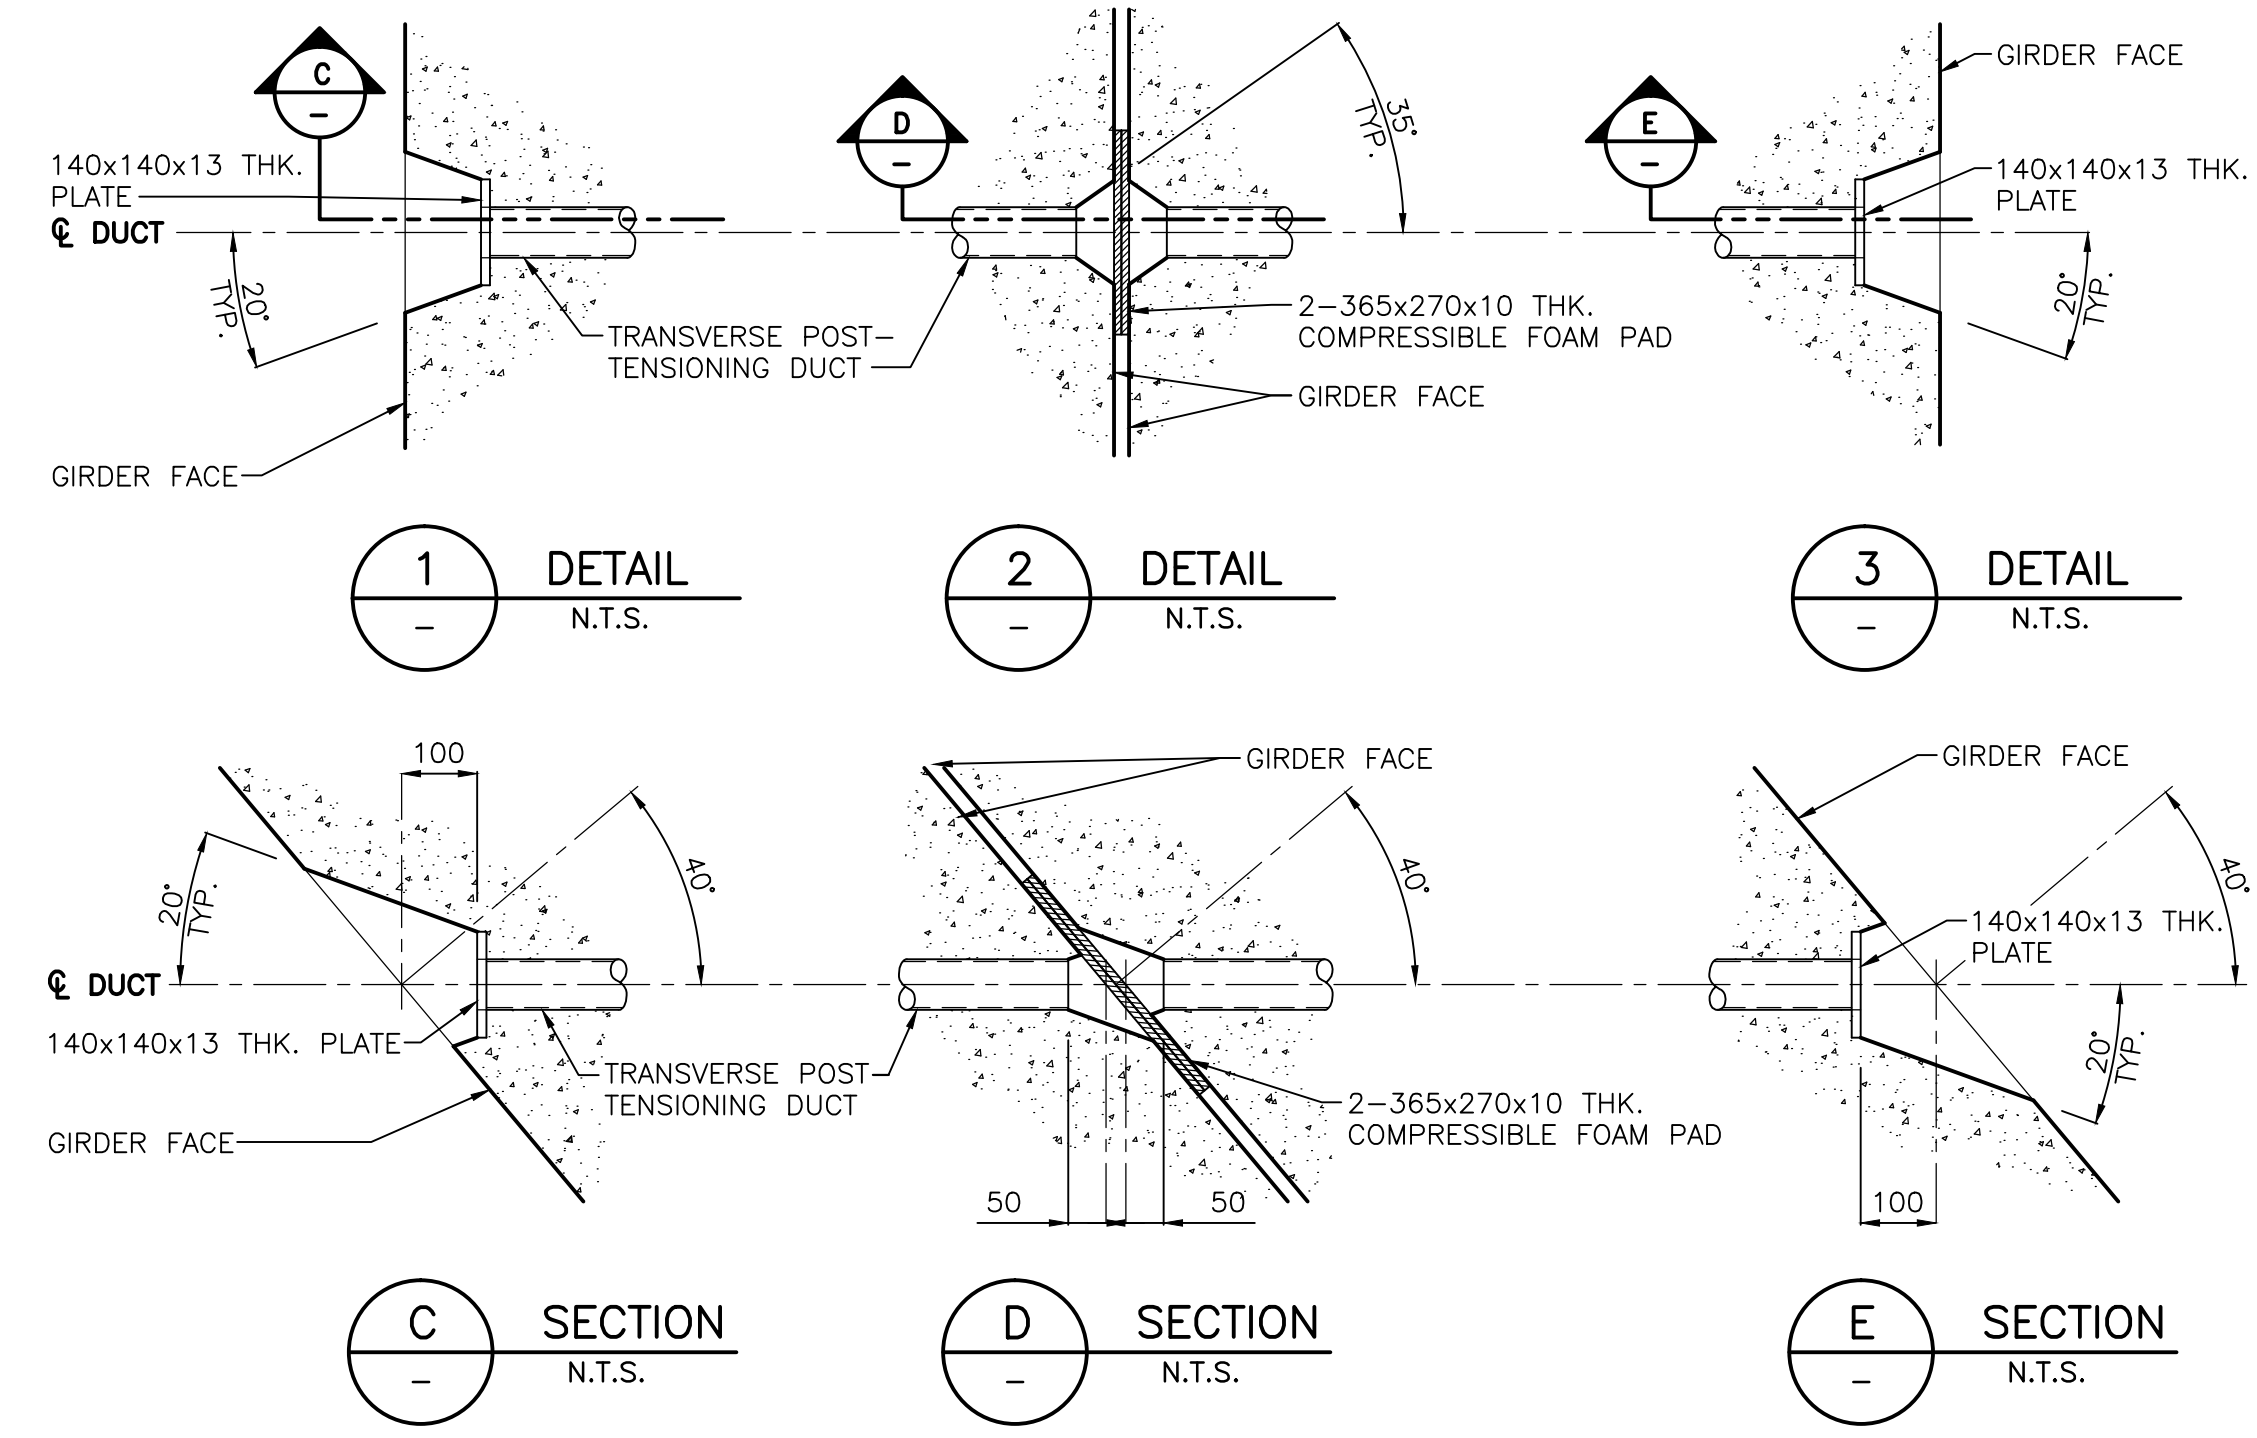 C
–
140x140x13 THK.
PLATE
℄ DUCT
20°
TYP.
GIRDER FACE
TRANSVERSE POST–
TENSIONING DUCT
D
–
35°
TYP.
2–365x270x10 THK.
COMPRESSIBLE FOAM PAD
GIRDER FACE
E
–
GIRDER FACE
140x140x13 THK.
PLATE
20°
TYP.
1
–
DETAIL
N.T.S.
2
–
DETAIL
N.T.S.
3
–
DETAIL
N.T.S.
100
40°
20°
TYP.
℄ DUCT
140x140x13 THK. PLATE
GIRDER FACE
TRANSVERSE POST
TENSIONING DUCT
GIRDER FACE
40°
2–365x270x10 THK.
COMPRESSIBLE FOAM PAD
50
50
GIRDER FACE
40°
140x140x13 THK.
PLATE
20°
TYP.
100
C
–
SECTION
N.T.S.
D
–
SECTION
N.T.S.
E
–
SECTION
N.T.S.